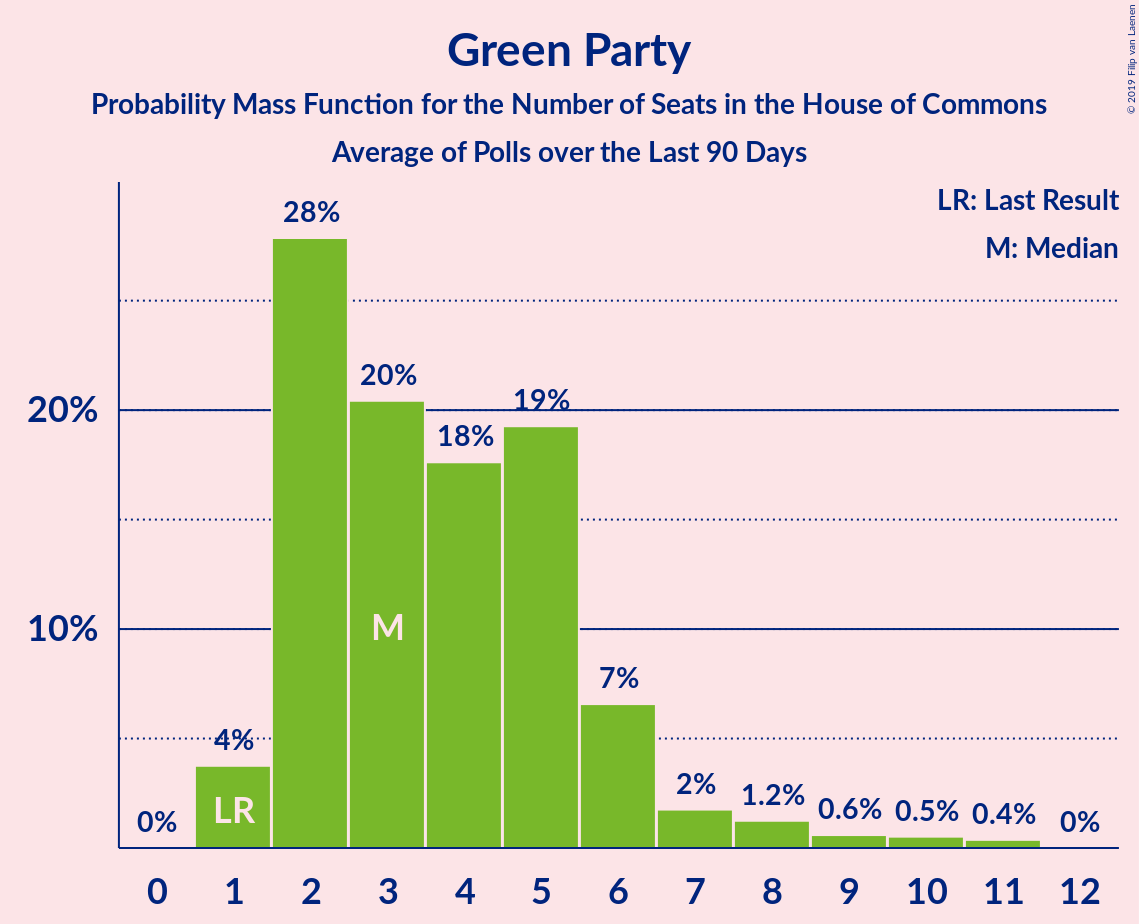 Green Party
Probability Mass Function for the Number of Seats in the House of Commons
Average of Polls over the Last 90 Days
© 2019 Filip van Laenen
LR: Last Result
M: Median
28%
20%
19%
20%
18%
10%
M
7%
4%
2%
1.2%
0%
LR
0.6%
0.5%
0.4%
0%
0 1 2 3 4 5 6 7 8 9 10 11 12